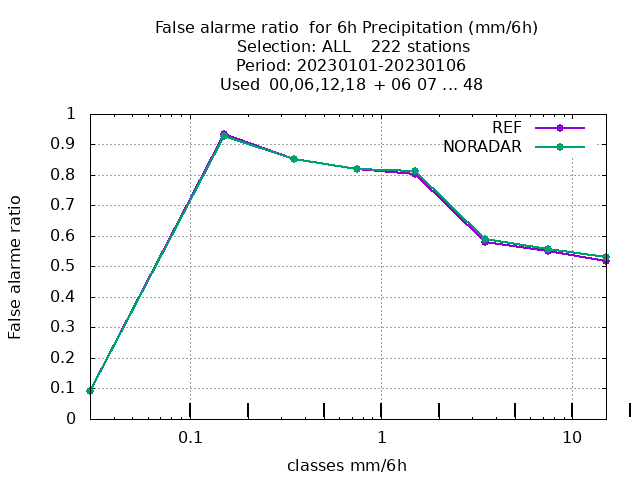 False alarme ratio  for 6h Precipitation (mm/6h)
Selection: ALL    222 stations
Period: 20230101-20230106
Used  00,06,12,18  + 06 07 ... 48
REF
NORADAR
1
0.9
0.8
0.7
0.6
0.5
0.4
0.3
0.2
0.1
0
False alarme ratio
0.1
1
10
classes mm/6h